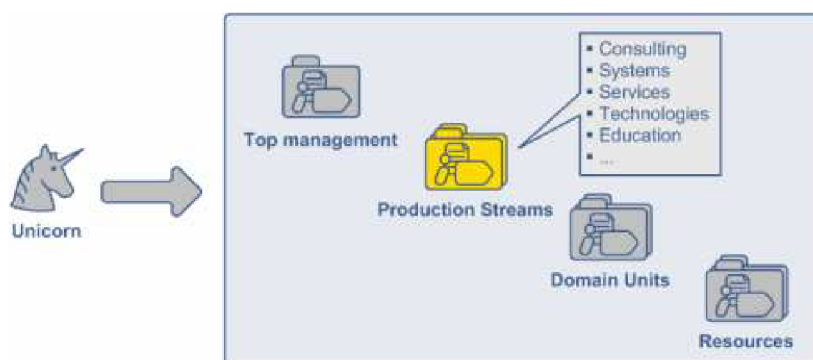 Unicorn
Top management
Production Streams
▪ Consulting
▪ Systems
▪ Services
▪ Technologies
▪ Education
▪ ...
Domain Units
Resources